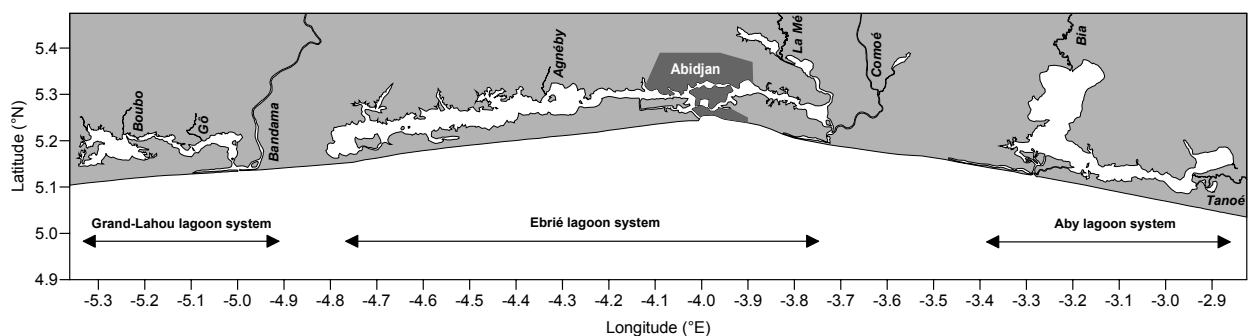 5.4
5.3
5.2
5.1
5.0
4.9
Latitude (°N)
Boubo
Gô
Bandama
Agnéby
Abidjan
La Mé
Comoé
Bia
Tanoé
Grand-Lahou lagoon system
Ebrié lagoon system
Aby lagoon system
-5.3 -5.2 -5.1 -5.0 -4.9 -4.8 -4.7 -4.6 -4.5 -4.4 -4.3 -4.2 -4.1 -4.0 -3.9 -3.8 -3.7 -3.6 -3.5 -3.4 -3.3 -3.2 -3.1 -3.0 -2.9
Longitude (°E)